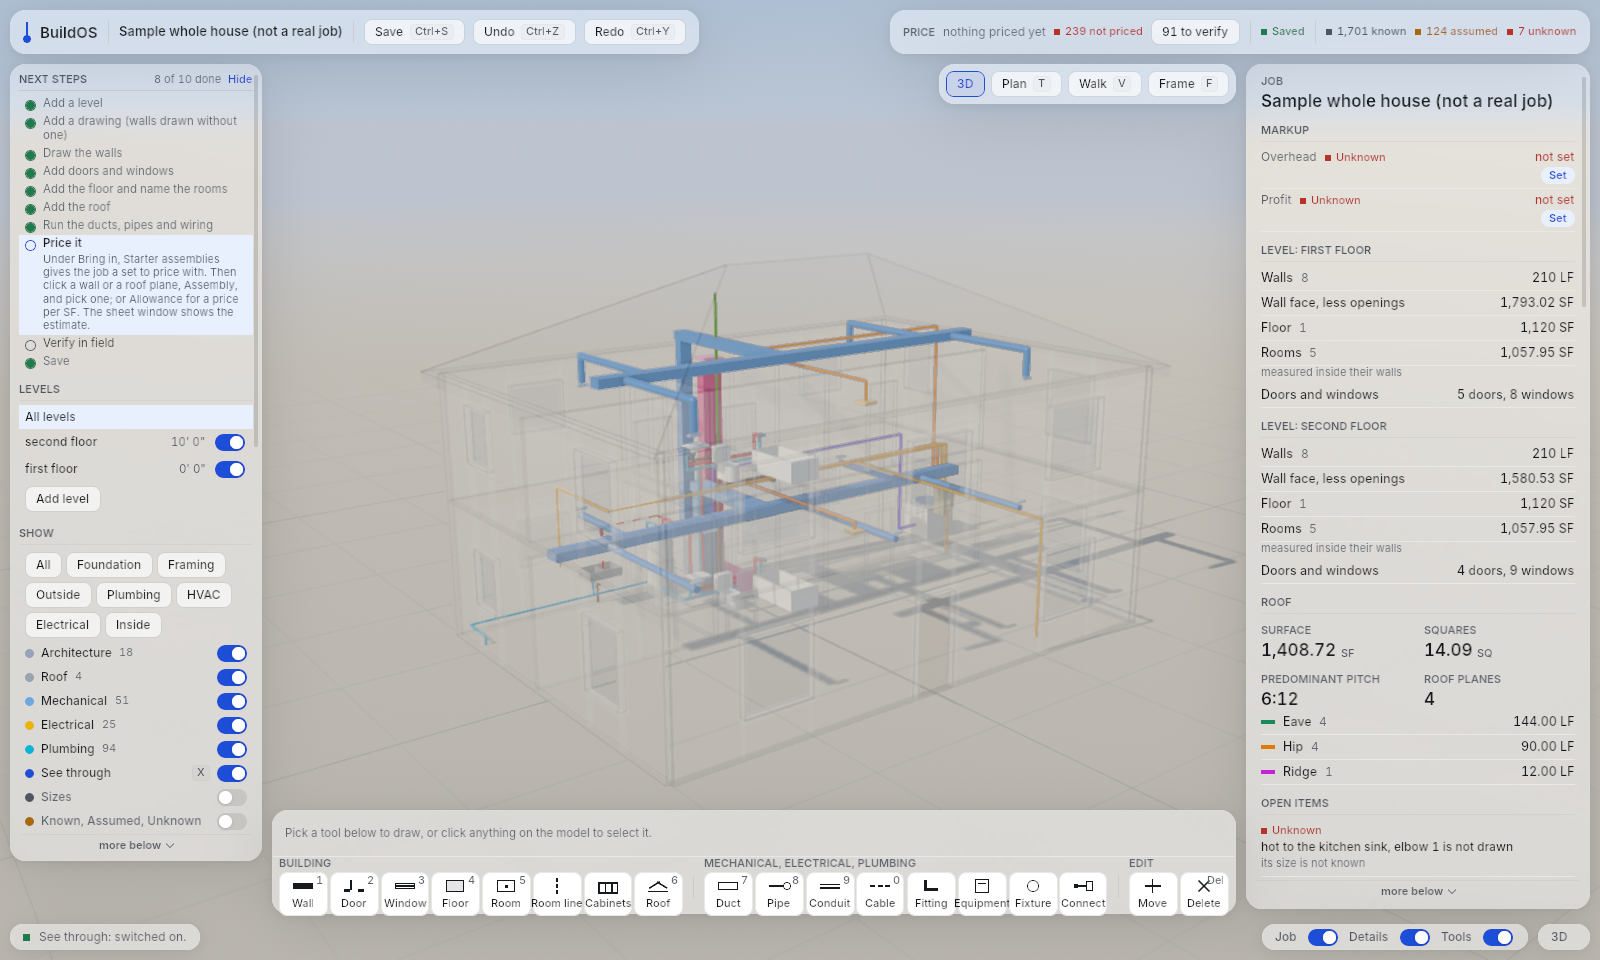 BuildOS
Sample whole house (not a real job)
Save Ctrl+S
Undo Ctrl+Z
Redo Ctrl+Y
PRICE nothing priced yet 239 not priced
91 to verify
Saved
1,701 known 124 assumed 7 unknown
3D
Plan T
Walk V
Frame F
NEXT STEPS 8 of 10 done Hide
Add a level
Add a drawing (walls drawn without
one)
Draw the walls
Add doors and windows
Add the floor and name the rooms
Add the roof
Run the ducts, pipes and wiring
Price it
Under Bring in, Starter assemblies
gives the job a set to price with. Then
click a wall or a roof plane, Assembly,
and pick one; or Allowance for a price
per SF. The sheet window shows the
estimate.
Verify in field
Save
LEVELS
All levels
second floor 10' 0"
first floor 0' 0"
Add level
SHOW
All Foundation Framing
Outside Plumbing HVAC
Electrical Inside
Architecture 18
Roof 4
Mechanical 51
Electrical 25
Plumbing 94
See through X
Sizes
Known, Assumed, Unknown
more below
See through: switched on.
Pick a tool below to draw, or click anything on the model to select it.
BUILDING
1 Wall
2 Door
3 Window
4 Floor
5 Room
Room line
Cabinets
6 Roof
MECHANICAL, ELECTRICAL, PLUMBING
7 Duct
8 Pipe
9 Conduit
0 Cable
Fitting
Equipment
Fixture
Connect
EDIT
Move
Del Delete
JOB
Sample whole house (not a real job)
MARKUP
Overhead Unknown not set
Set
Profit Unknown not set
Set
LEVEL: FIRST FLOOR
Walls 8 210 LF
Wall face, less openings 1,793.02 SF
Floor 1 1,120 SF
Rooms 5 1,057.95 SF
measured inside their walls
Doors and windows 5 doors, 8 windows
LEVEL: SECOND FLOOR
Walls 8 210 LF
Wall face, less openings 1,580.53 SF
Floor 1 1,120 SF
Rooms 5 1,057.95 SF
measured inside their walls
Doors and windows 4 doors, 9 windows
ROOF
SURFACE SQUARES
1,408.72 SF 14.09 SQ
PREDOMINANT PITCH ROOF PLANES
6:12 4
Eave 4 144.00 LF
Hip 4 90.00 LF
Ridge 1 12.00 LF
OPEN ITEMS
Unknown
hot to the kitchen sink, elbow 1 is not drawn
its size is not known
more below
Job Details Tools 3D